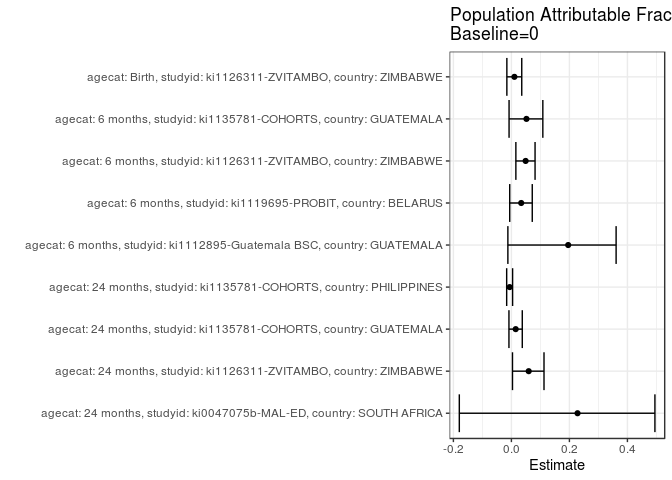 Population Attributable Frac
Baseline=0
agecat: Birth, studyid: ki1126311-ZVITAMBO, country: ZIMBABWE
agecat: 6 months, studyid: ki1135781-COHORTS, country: GUATEMALA
agecat: 6 months, studyid: ki1126311-ZVITAMBO, country: ZIMBABWE
agecat: 6 months, studyid: ki1119695-PROBIT, country: BELARUS
agecat: 6 months, studyid: ki1112895-Guatemala BSC, country: GUATEMALA
agecat: 24 months, studyid: ki1135781-COHORTS, country: PHILIPPINES
agecat: 24 months, studyid: ki1135781-COHORTS, country: GUATEMALA
agecat: 24 months, studyid: ki1126311-ZVITAMBO, country: ZIMBABWE
agecat: 24 months, studyid: ki0047075b-MAL-ED, country: SOUTH AFRICA
-0.2 0.0 0.2 0.4
Estimate